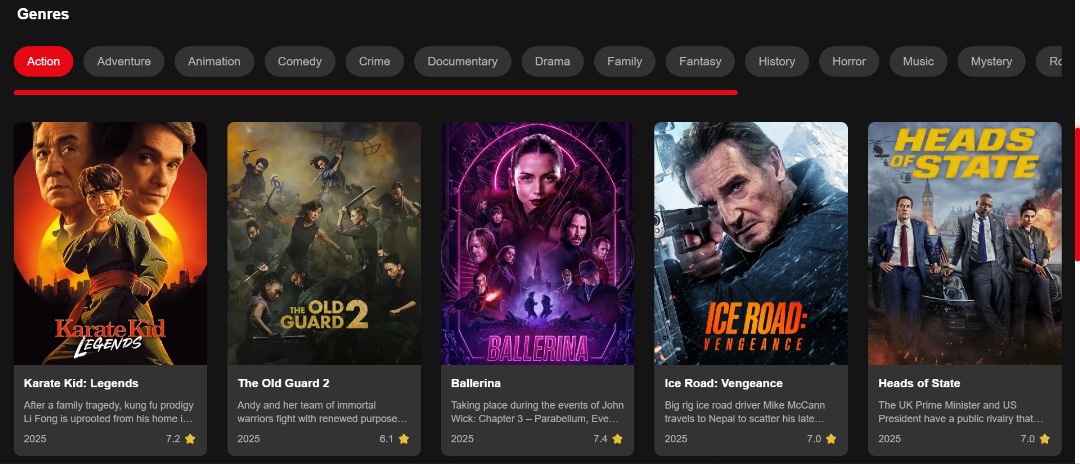 Genres
Action Adventure Animation Comedy Crime Documentary Drama Family Fantasy History Horror Music Mystery Ro
Karate Kid
LEGENDS
THE OLD
GUARD 2
BALLERINA
ICE ROAD:
VENGEANCE
HEADS
OF STATE
Karate Kid: Legends
After a family tragedy, kung fu prodigy
Li Fong is uprooted from his home i...
2025 7.2
The Old Guard 2
Andy and her team of immortal
warriors fight with renewed purpose...
2025 6.1
Ballerina
Taking place during the events of John
Wick: Chapter 3 – Parabellum, Eve...
2025 7.4
Ice Road: Vengeance
Big rig ice road driver Mike McCann
travels to Nepal to scatter his late...
2025 7.0
Heads of State
The UK Prime Minister and US
President have a public rivalry that...
2025 7.0